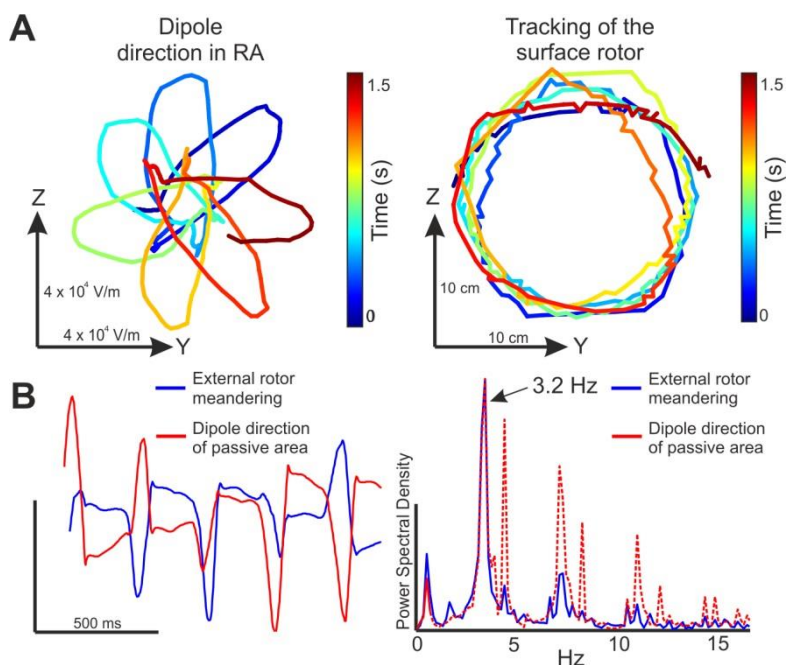 A
Dipole
direction in RA
1.5
Time (s)
0
Z
4 x 10⁴ V/m
4 x 10⁴ V/m
Y
Tracking of the
surface rotor
1.5
Time (s)
0
Z
10 cm
10 cm
Y
B
External rotor
meandering
Dipole direction
of passive area
500 ms
3.2 Hz
External rotor
meandering
Dipole direction
of passive area
Power Spectral Density
0 5 10 15
Hz